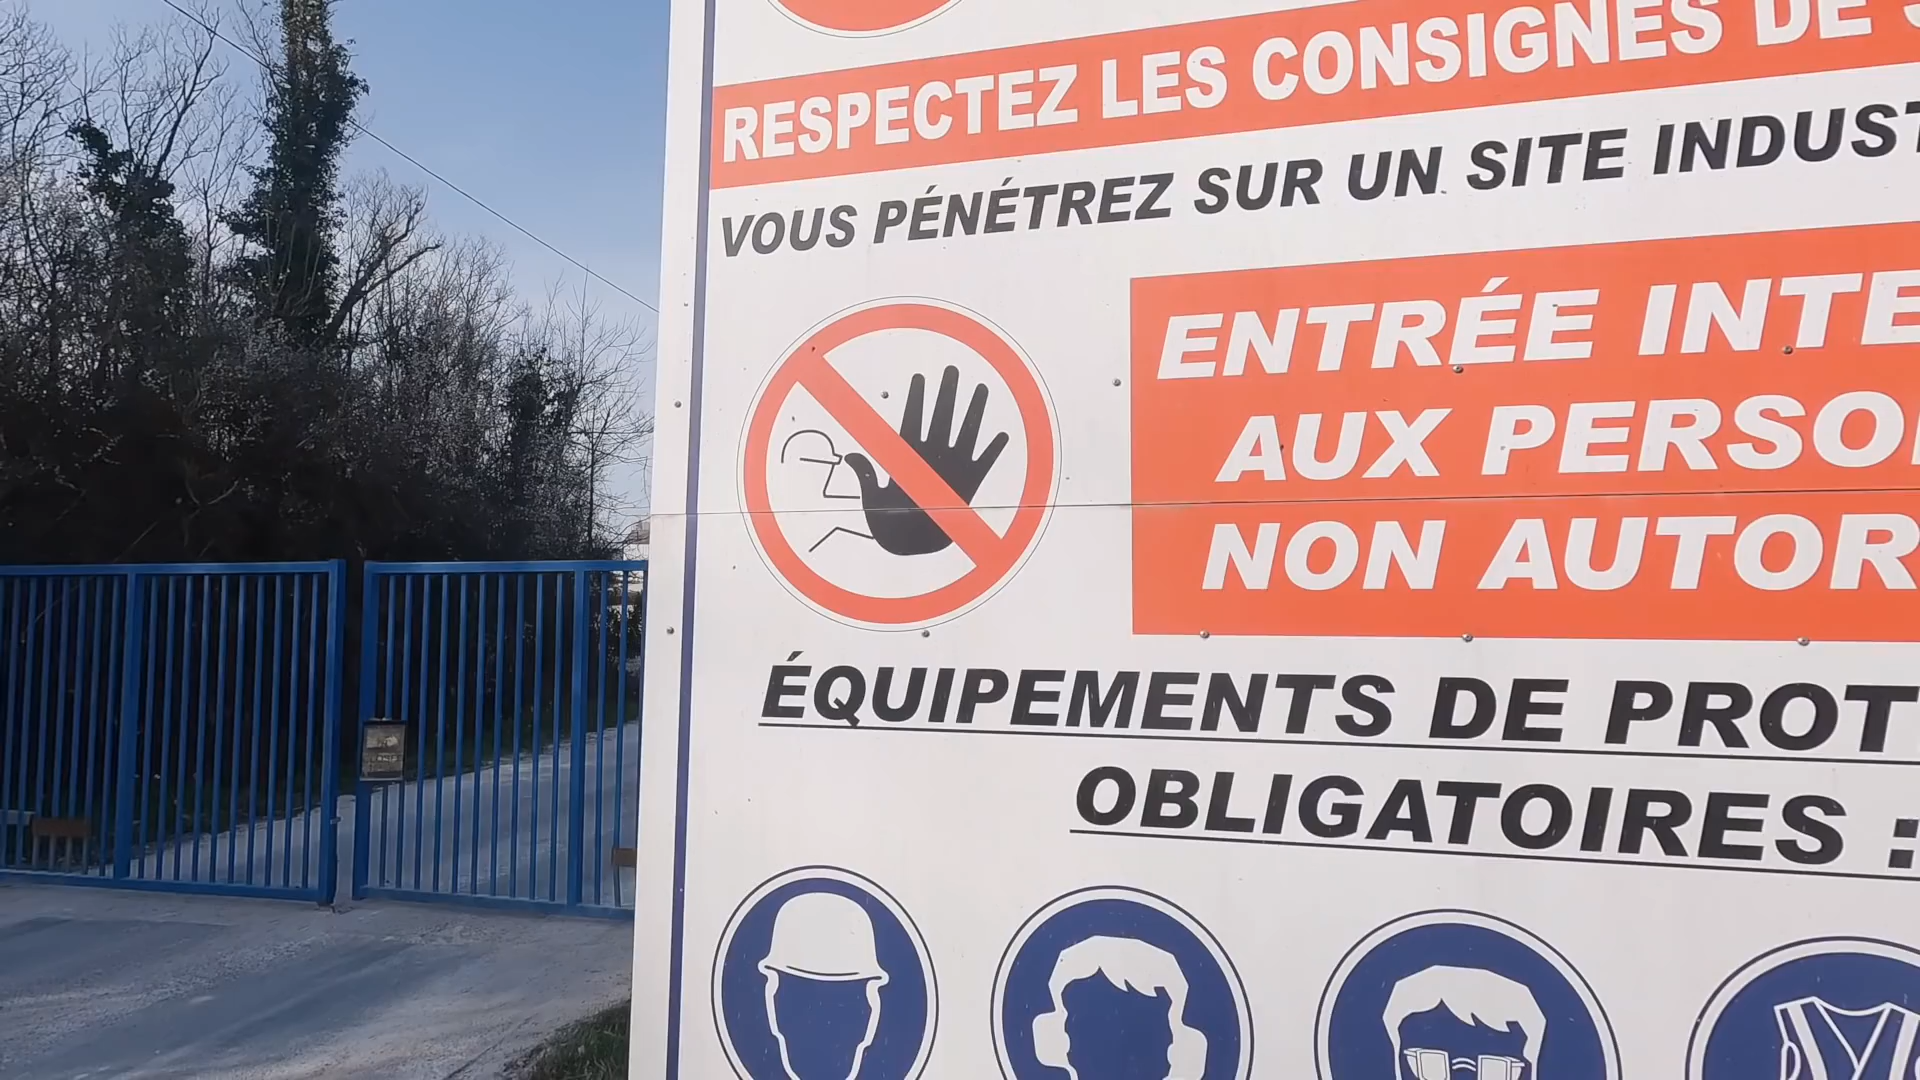 RESPECTEZ LES CONSIGNES DE
VOUS PÉNÉTREZ SUR UN SITE INDUST
ENTRÉE INTE
AUX PERSO
NON AUTOR
ÉQUIPEMENTS DE PROT
OBLIGATOIRES :